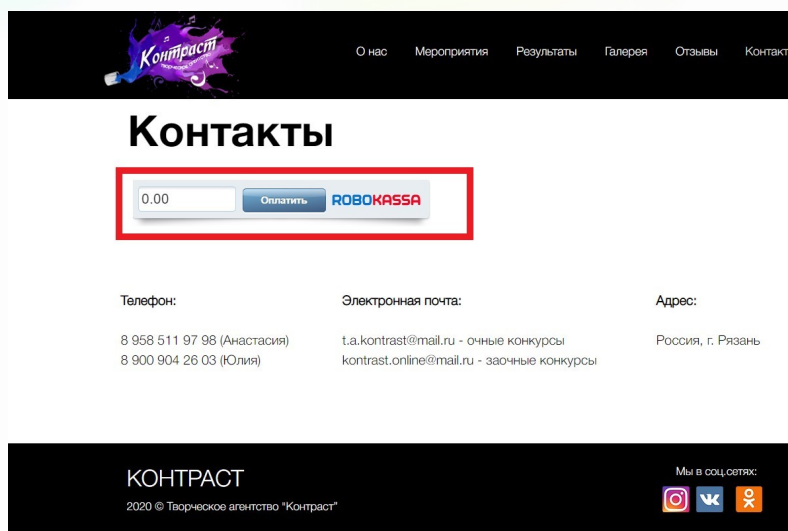 Контраст
ТВОРЧЕСКОЕ АГЕНТСТВО
О нас Мероприятия Результаты Галерея Отзывы Контакт
Контакты
0.00 Оплатить ROBOKASSA
Телефон: Электронная почта: Адрес:
8 958 511 97 98 (Анастасия) t.a.kontrast@mail.ru - очные конкурсы Россия, г. Рязань
8 900 904 26 03 (Юлия) kontrast.online@mail.ru - заочные конкурсы
КОНТРАСТ
Мы в соц.сетях:
2020 © Творческое агентство "Контраст"